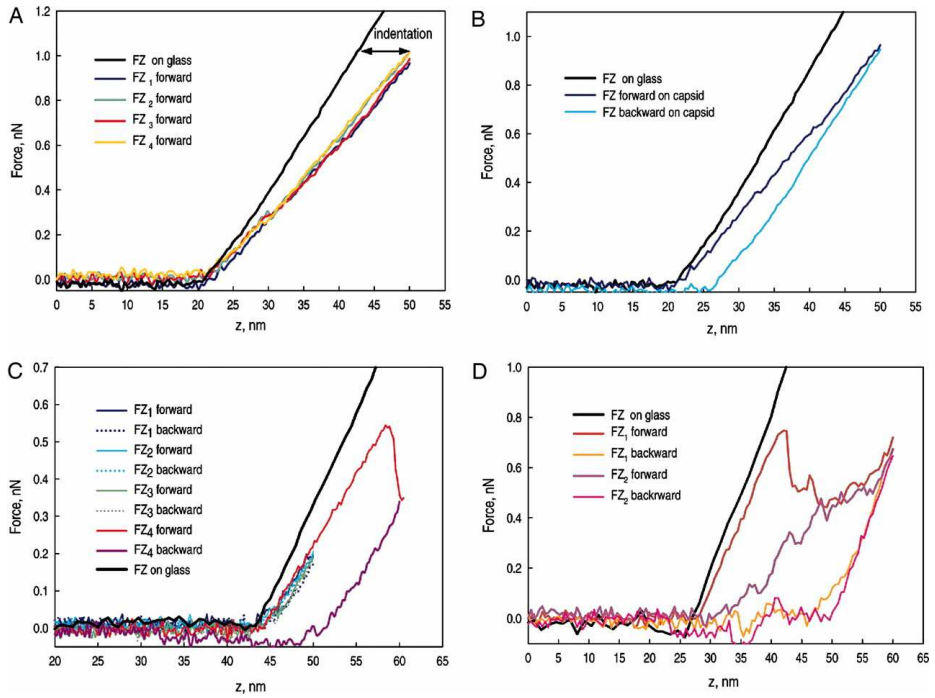 A
1.2
1.0
0.8
0.6
0.4
0.2
0.0
Force, nN
indentation
FZ on glass
FZ 1 forward
FZ 2 forward
FZ 3 forward
FZ 4 forward
0 5 10 15 20 25 30 35 40 45 50 55
z, nm
B
1.0
0.8
0.6
0.4
0.2
0.0
Force, nN
FZ on glass
FZ forward on capsid
FZ backward on capsid
0 5 10 15 20 25 30 35 40 45 50 55
z, nm
C
0.7
0.6
0.5
0.4
0.3
0.2
0.1
0.0
Force, nN
FZ1 forward
FZ1 backward
FZ2 forward
FZ2 backward
FZ3 forward
FZ3 backward
FZ4 forward
FZ4 backward
FZ on glass
20 25 30 35 40 45 50 55 60 65
z, nm
D
1.0
0.8
0.6
0.4
0.2
0.0
Force, nN
FZ on glass
FZ1 forward
FZ1 backward
FZ2 forward
FZ2 backward
0 5 10 15 20 25 30 35 40 45 50 55 60 65
z, nm